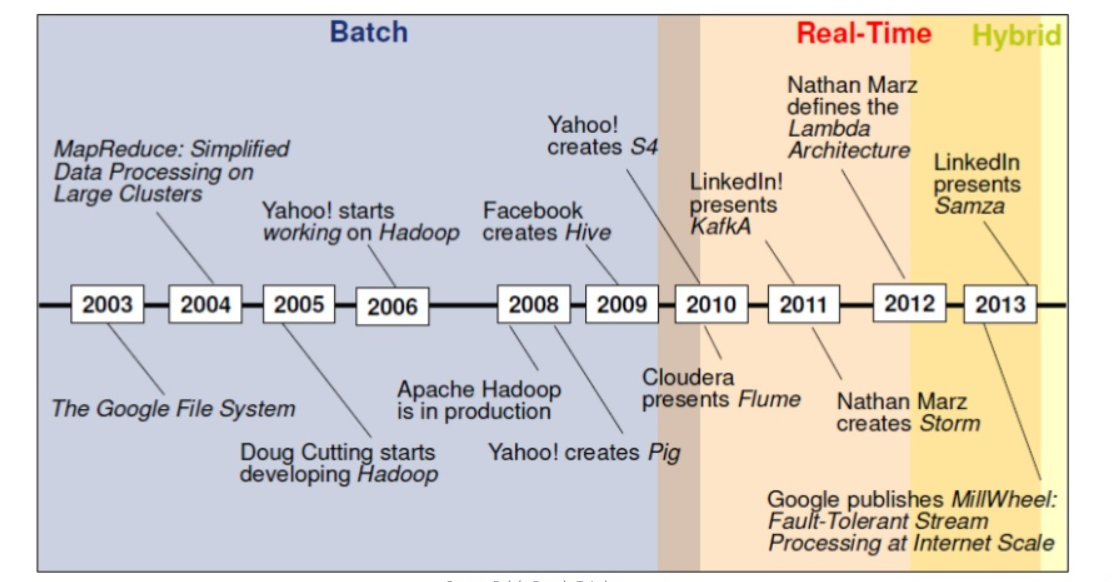 Batch
Real-Time
Hybrid
MapReduce: Simplified
Data Processing on
Large Clusters
Yahoo! starts
working on Hadoop
Facebook
creates Hive
Yahoo!
creates S4
LinkedIn!
presents
KafkA
Nathan Marz
defines the
Lambda
Architecture
LinkedIn
presents
Samza
2003
2004
2005
2006
2008
2009
2010
2011
2012
2013
The Google File System
Doug Cutting starts
developing Hadoop
Apache Hadoop
is in production
Yahoo! creates Pig
Cloudera
presents Flume
Nathan Marz
creates Storm
Google publishes MillWheel:
Fault-Tolerant Stream
Processing at Internet Scale